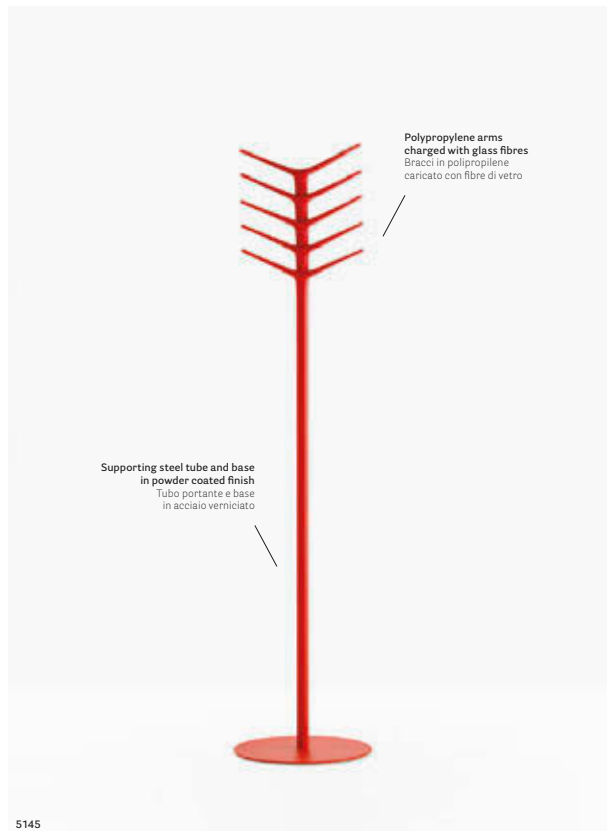 Polypropylene arms
charged with glass fibres
Bracci in polipropilene
caricato con fibre di vetro
Supporting steel tube and base
in powder coated finish
Tubo portante e base
in acciaio verniciato
5145